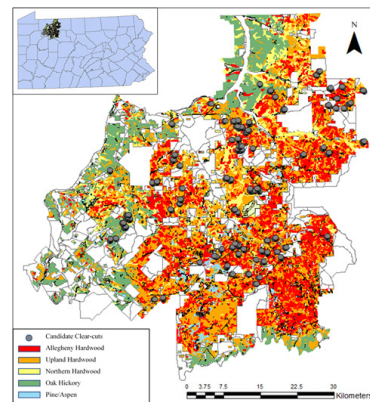 N
Candidate Clear-cuts
Allegheny Hardwood
Upland Hardwood
Northern Hardwood
Oak Hickory
Pine/Aspen
0 3.75 7.5 15 22.5 30
Kilometers